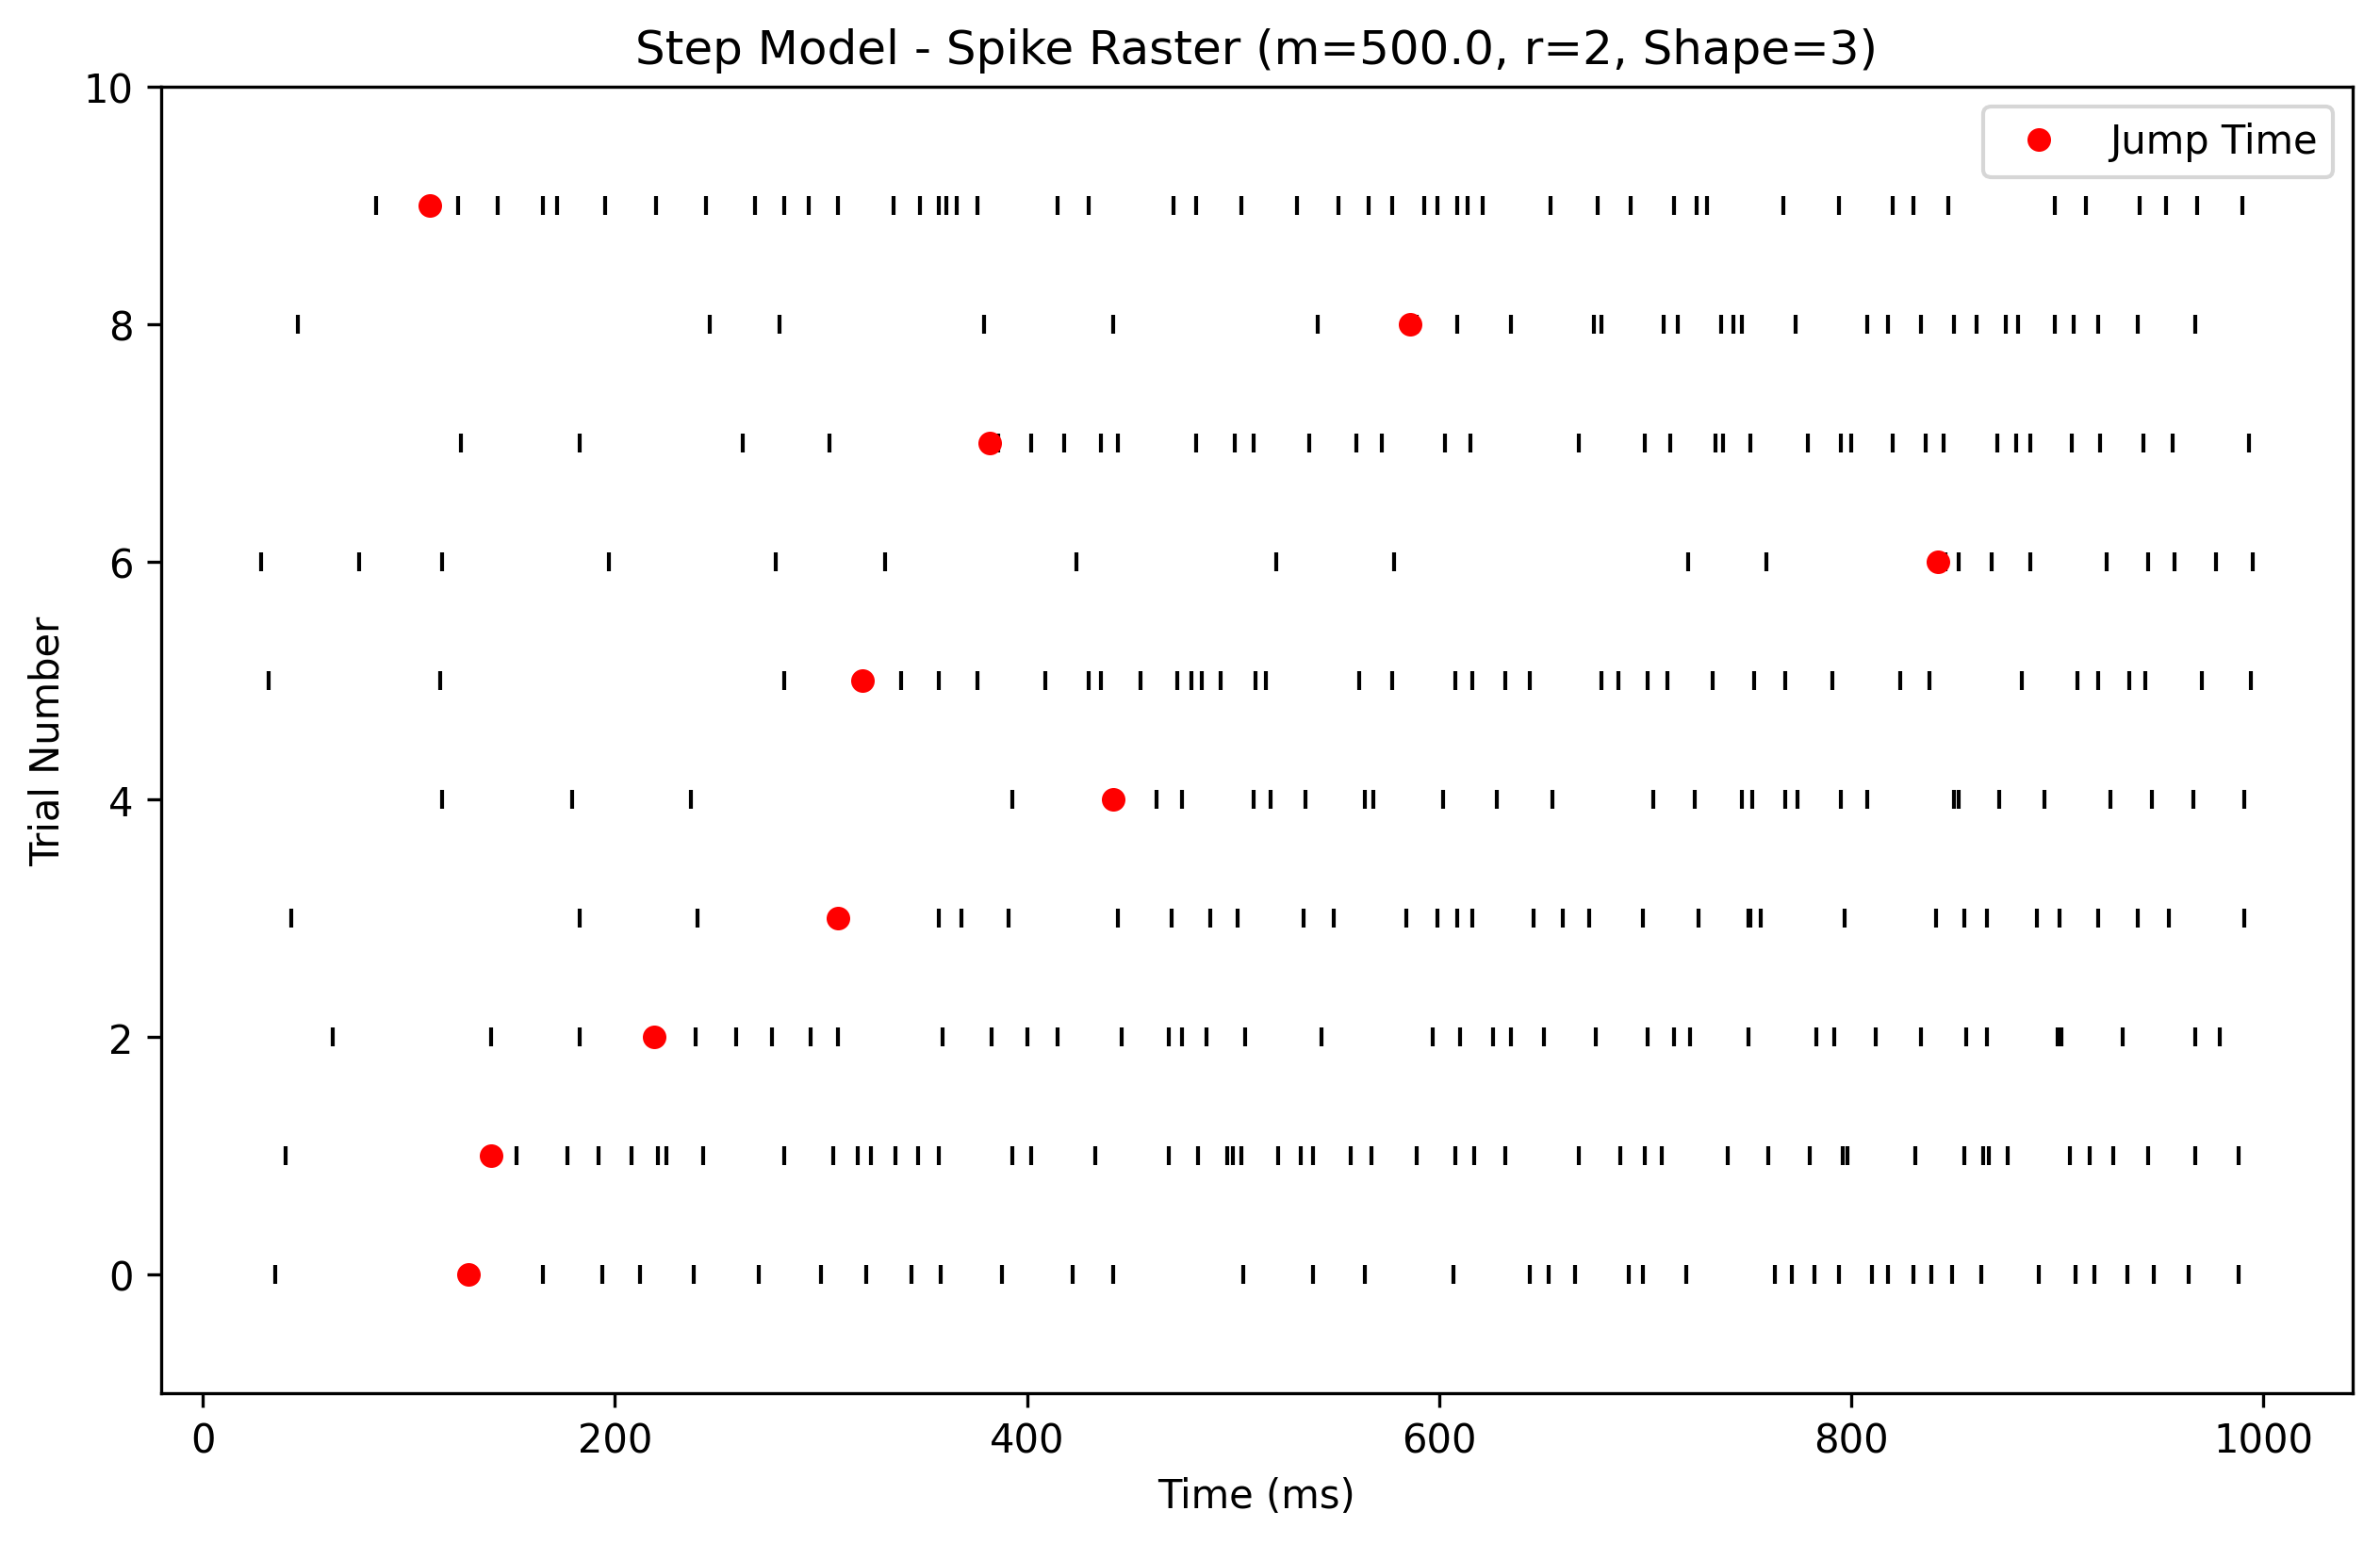 Step Model - Spike Raster (m=500.0, r=2, Shape=3)
Jump Time
10
8
6
4
2
0
Trial Number
0 200 400 600 800 1000
Time (ms)